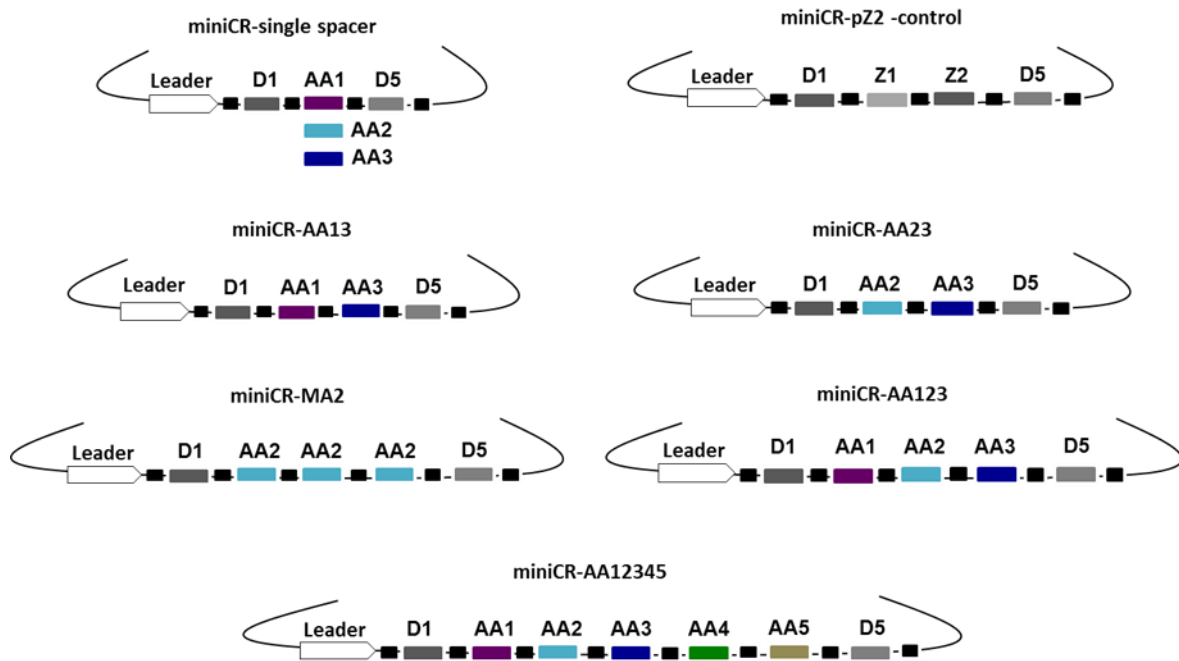 miniCR-single spacer
Leader D1 AA1 D5
AA2
AA3
miniCR-pZ2 -control
Leader D1 Z1 Z2 D5
miniCR-AA13
Leader D1 AA1 AA3 D5
miniCR-AA23
Leader D1 AA2 AA3 D5
miniCR-MA2
Leader D1 AA2 AA2 AA2 D5
miniCR-AA123
Leader D1 AA1 AA2 AA3 D5
miniCR-AA12345
Leader D1 AA1 AA2 AA3 AA4 AA5 D5